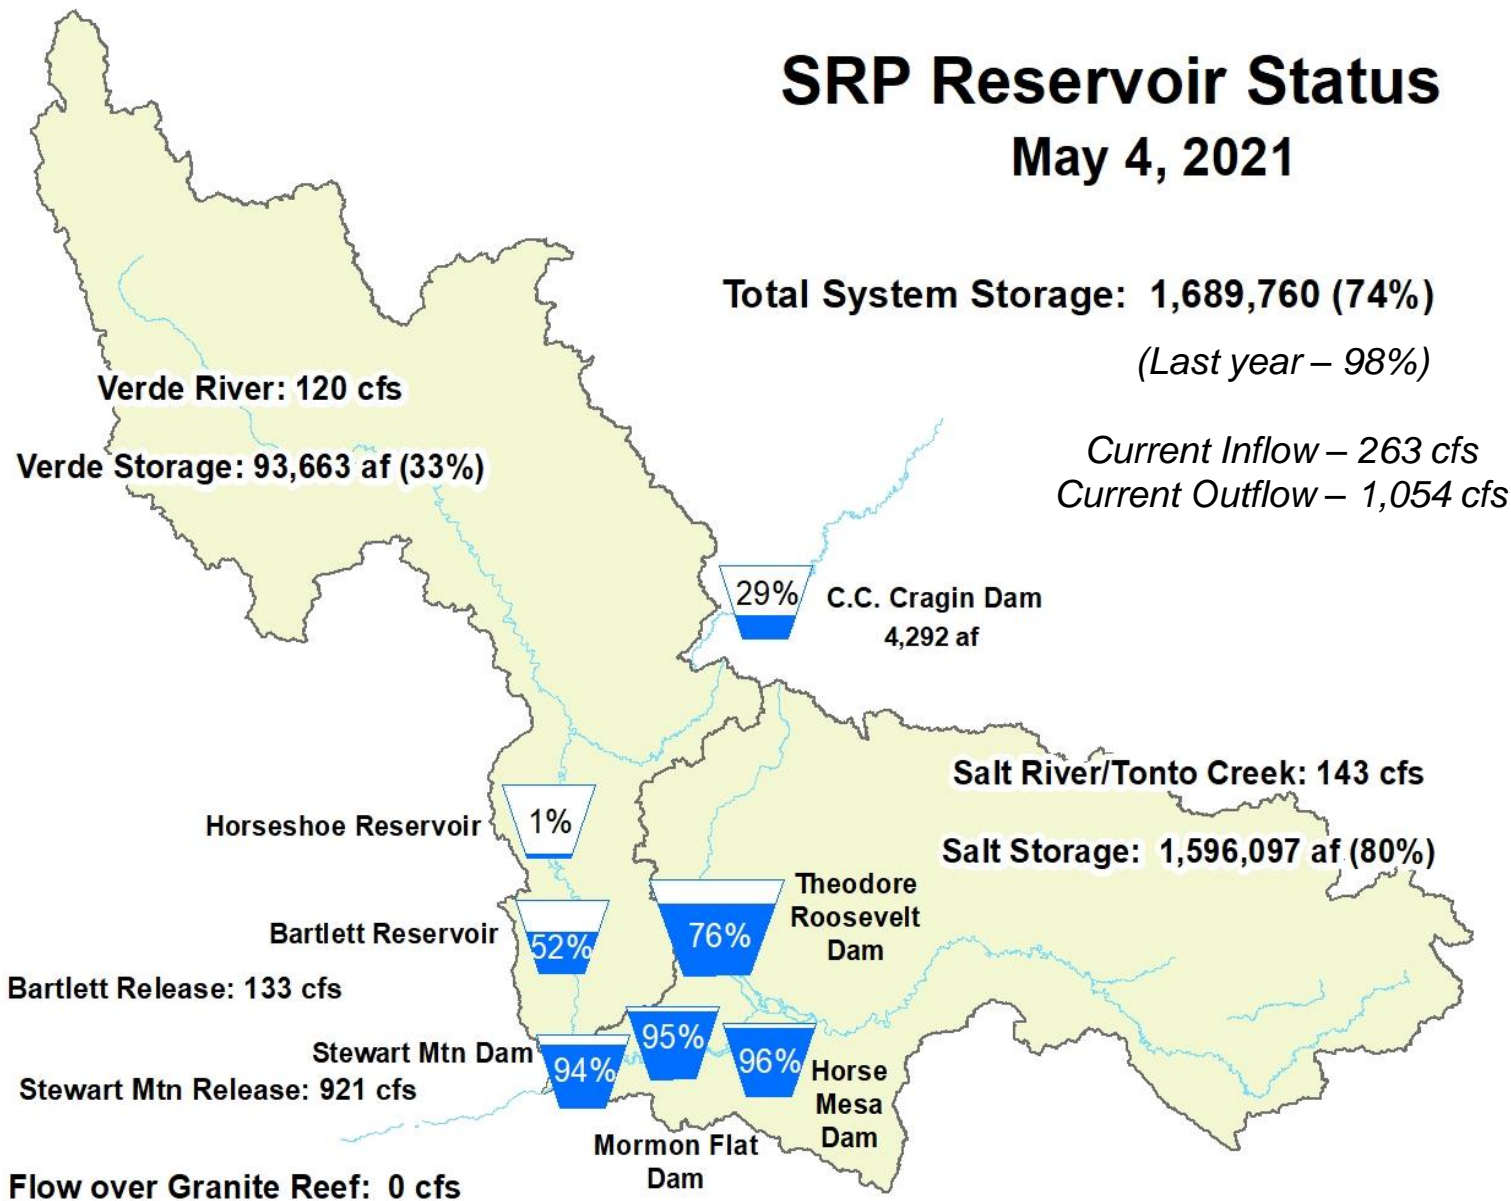 SRP Reservoir Status
May 4, 2021
Total System Storage: 1,689,760 (74%)
(Last year – 98%)
Current Inflow – 263 cfs
Current Outflow – 1,054 cfs
Verde River: 120 cfs
Verde Storage: 93,663 af (33%)
29%
C.C. Cragin Dam
4,292 af
Salt River/Tonto Creek: 143 cfs
Salt Storage: 1,596,097 af (80%)
Horseshoe Reservoir
1%
Theodore
Roosevelt
Dam
76%
Bartlett Reservoir
52%
Bartlett Release: 133 cfs
Stewart Mtn Dam
94%
95%
96%
Horse
Mesa
Dam
Stewart Mtn Release: 921 cfs
Mormon Flat
Dam
Flow over Granite Reef: 0 cfs